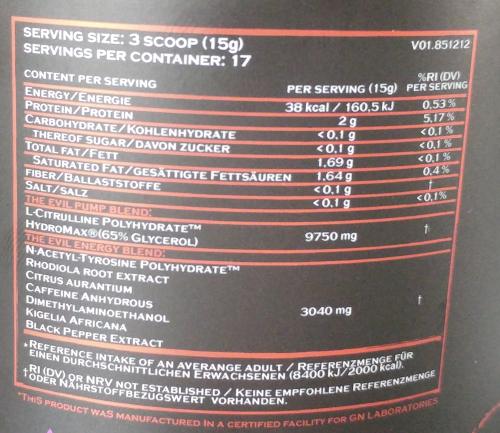 SERVING SIZE: 3 SCOOP (15g)
SERVINGS PER CONTAINER: 17
V01.851212
CONTENT PER SERVING PER SERVING (15g) %RI (DV) PER SERVING
ENERGY/ENERGIE 38 kcal / 160,5 kJ 0,53 %
PROTEIN/PROTEIN 2 g 5,17 %
CARBOHYDRATE/KOHLENHYDRATE <0,1 g <0,1 %
THEREOF SUGAR/DAVON ZUCKER <0,1 g <0,1 %
TOTAL FAT/FETT 1,69 g <0,1 %
SATURATED FAT/GESÄTTIGTE FETTSÄUREN 1,64 g 0,4 %
FIBER/BALLASTSTOFFE <0,1 g †
SALT/SALZ <0,1 g <0,1%
THE EVIL PUMP BLEND:
L-CITRULLINE POLYHYDRATE™
HYDROMAX®(65% GLYCEROL) 9750 mg †
THE EVIL ENERGY BLEND:
N-ACETYL-TYROSINE POLYHYDRATE™
RHODIOLA ROOT EXTRACT
CITRUS AURANTIUM
CAFFEINE ANHYDROUS
DIMETHYLAMINOETHANOL 3040 mg †
KIGELIA AFRICANA
BLACK PEPPER EXTRACT
*REFERENCE INTAKE OF AN AVERANGE ADULT / REFERENZMENGE FÜR
EINEN DURCHSCHNITTLICHEN ERWACHSENEN (8400 kJ/2000 kcal).
†RI (DV) OR NRV NOT ESTABLISHED / KEINE EMPFOHLENE REFERENZMENGE
ODER NÄHRSTOFFBEZUGSWERT VORHANDEN.
*THIS PRODUCT WAS MANUFACTURED IN A CERTIFIED FACILITY FOR GN LABORATORIES